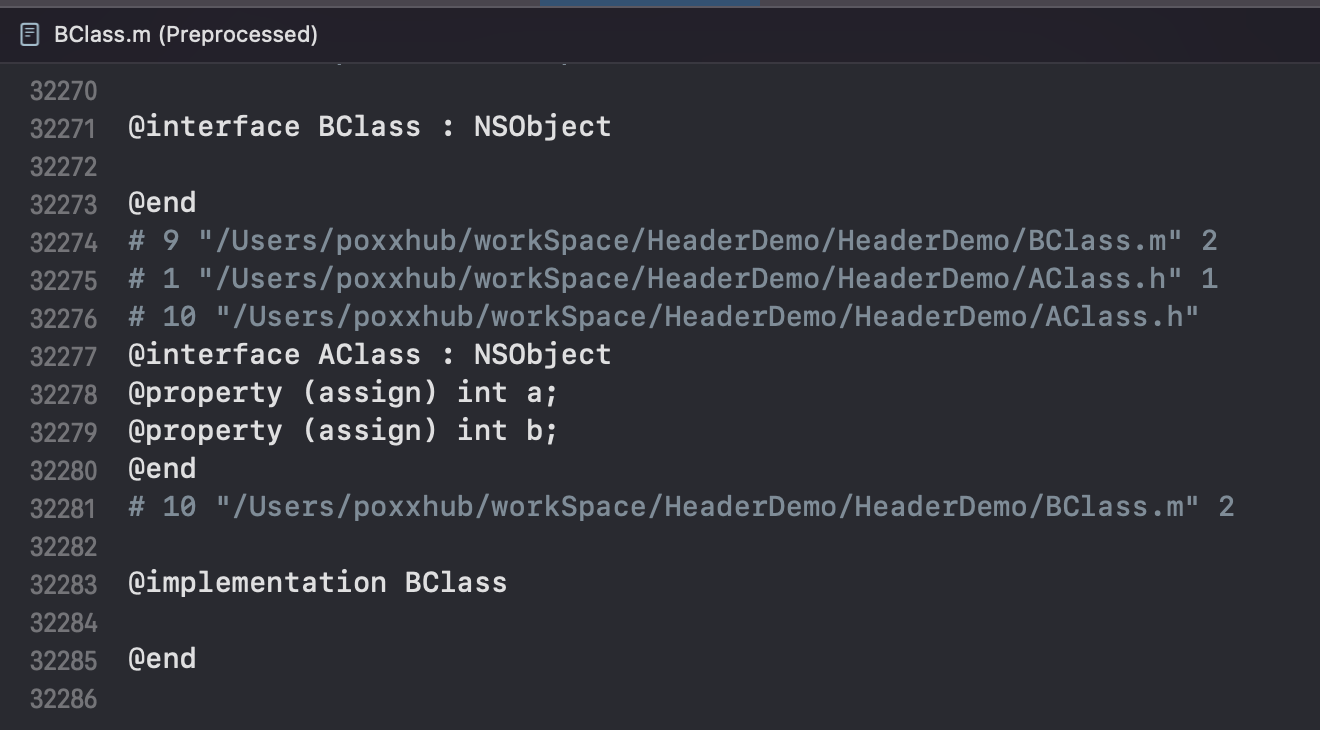 BClass.m (Preprocessed)
32270
32271 @interface BClass : NSObject
32272
32273 @end
32274 # 9 "/Users/poxxhub/workSpace/HeaderDemo/HeaderDemo/BClass.m" 2
32275 # 1 "/Users/poxxhub/workSpace/HeaderDemo/HeaderDemo/AClass.h" 1
32276 # 10 "/Users/poxxhub/workSpace/HeaderDemo/HeaderDemo/AClass.h"
32277 @interface AClass : NSObject
32278 @property (assign) int a;
32279 @property (assign) int b;
32280 @end
32281 # 10 "/Users/poxxhub/workSpace/HeaderDemo/HeaderDemo/BClass.m" 2
32282
32283 @implementation BClass
32284
32285 @end
32286